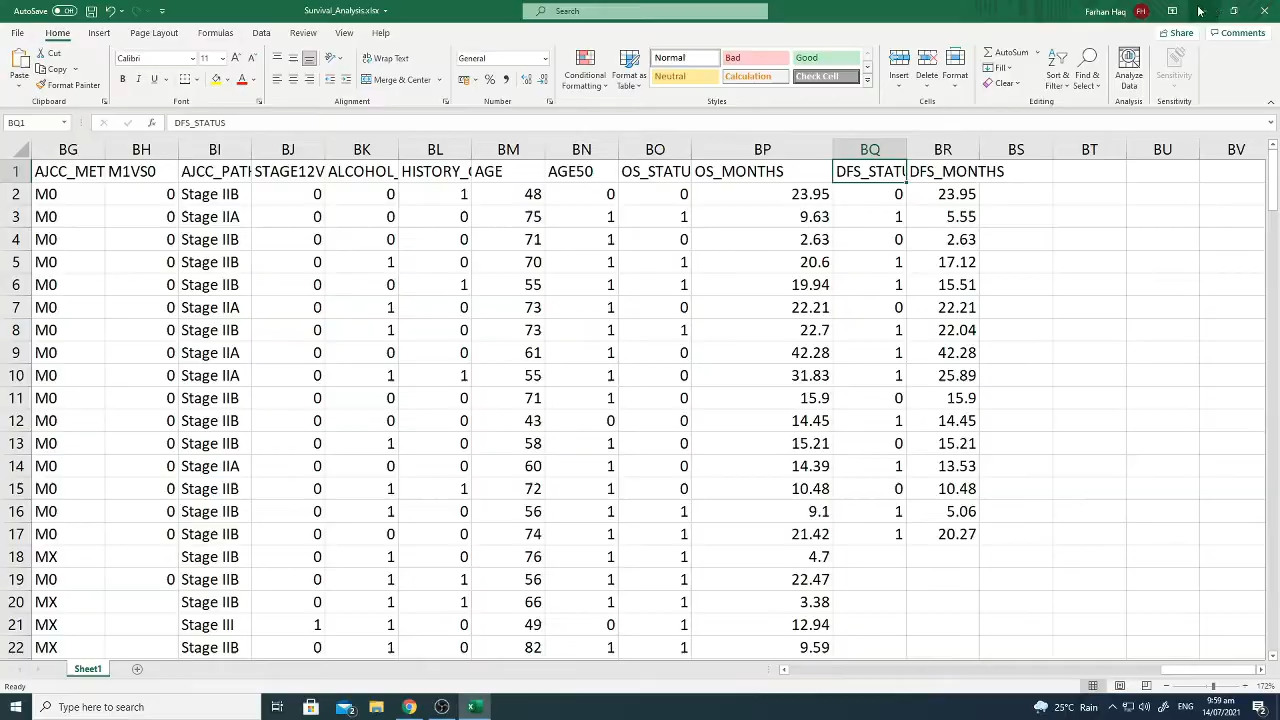 AutoSave Off Survival_Analysis.xlsx Search Farhan Haq FH
File Home Insert Page Layout Formulas Data Review View Help Share Comments
Paste Cut Copy Format Painter Clipboard
Calibri 11 A A B I U A Font
Wrap Text Merge & Center Alignment
General % Number
Conditional Formatting Format as Table Normal Bad Good Neutral Calculation Check Cell Styles
Insert Delete Format Cells
AutoSum Fill Clear Sort & Filter Find & Select Editing
Analyze Data Analysis Sensitivity Sensitivity
BQ1 fx DFS_STATUS
BG BH BI BJ BK BL BM BN BO BP BQ BR BS BT BU BV
1 AJCC_MET M1VS0 AJCC_PATH STAGE12V ALCOHOL_ HISTORY_ AGE AGE50 OS_STATU OS_MONTHS DFS_STATU DFS_MONTHS
2 M0 0 Stage IIB 0 0 1 48 0 0 23.95 0 23.95
3 M0 0 Stage IIA 0 0 0 75 1 1 9.63 1 5.55
4 M0 0 Stage IIB 0 0 0 71 1 0 2.63 0 2.63
5 M0 0 Stage IIB 0 1 0 70 1 1 20.6 1 17.12
6 M0 0 Stage IIB 0 0 1 55 1 1 19.94 1 15.51
7 M0 0 Stage IIA 0 1 0 73 1 0 22.21 0 22.21
8 M0 0 Stage IIB 0 1 0 73 1 1 22.7 1 22.04
9 M0 0 Stage IIA 0 0 0 61 1 0 42.28 1 42.28
10 M0 0 Stage IIA 0 1 1 55 1 0 31.83 1 25.89
11 M0 0 Stage IIB 0 0 0 71 1 0 15.9 0 15.9
12 M0 0 Stage IIB 0 0 0 43 0 0 14.45 1 14.45
13 M0 0 Stage IIB 0 1 0 58 1 0 15.21 0 15.21
14 M0 0 Stage IIA 0 0 0 60 1 0 14.39 1 13.53
15 M0 0 Stage IIB 0 1 1 72 1 0 10.48 0 10.48
16 M0 0 Stage IIB 0 1 0 56 1 1 9.1 1 5.06
17 M0 0 Stage IIB 0 0 0 74 1 1 21.42 1 20.27
18 MX Stage IIB 0 1 0 76 1 1 4.7
19 M0 0 Stage IIB 0 1 1 56 1 1 22.47
20 MX Stage IIB 0 1 1 66 1 1 3.38
21 MX Stage III 1 1 0 49 0 1 12.94
22 MX Stage IIB 0 1 0 82 1 1 9.59
Sheet1
Ready 172%
Type here to search 25°C Rain ENG 9:59 am 14/07/2021 2